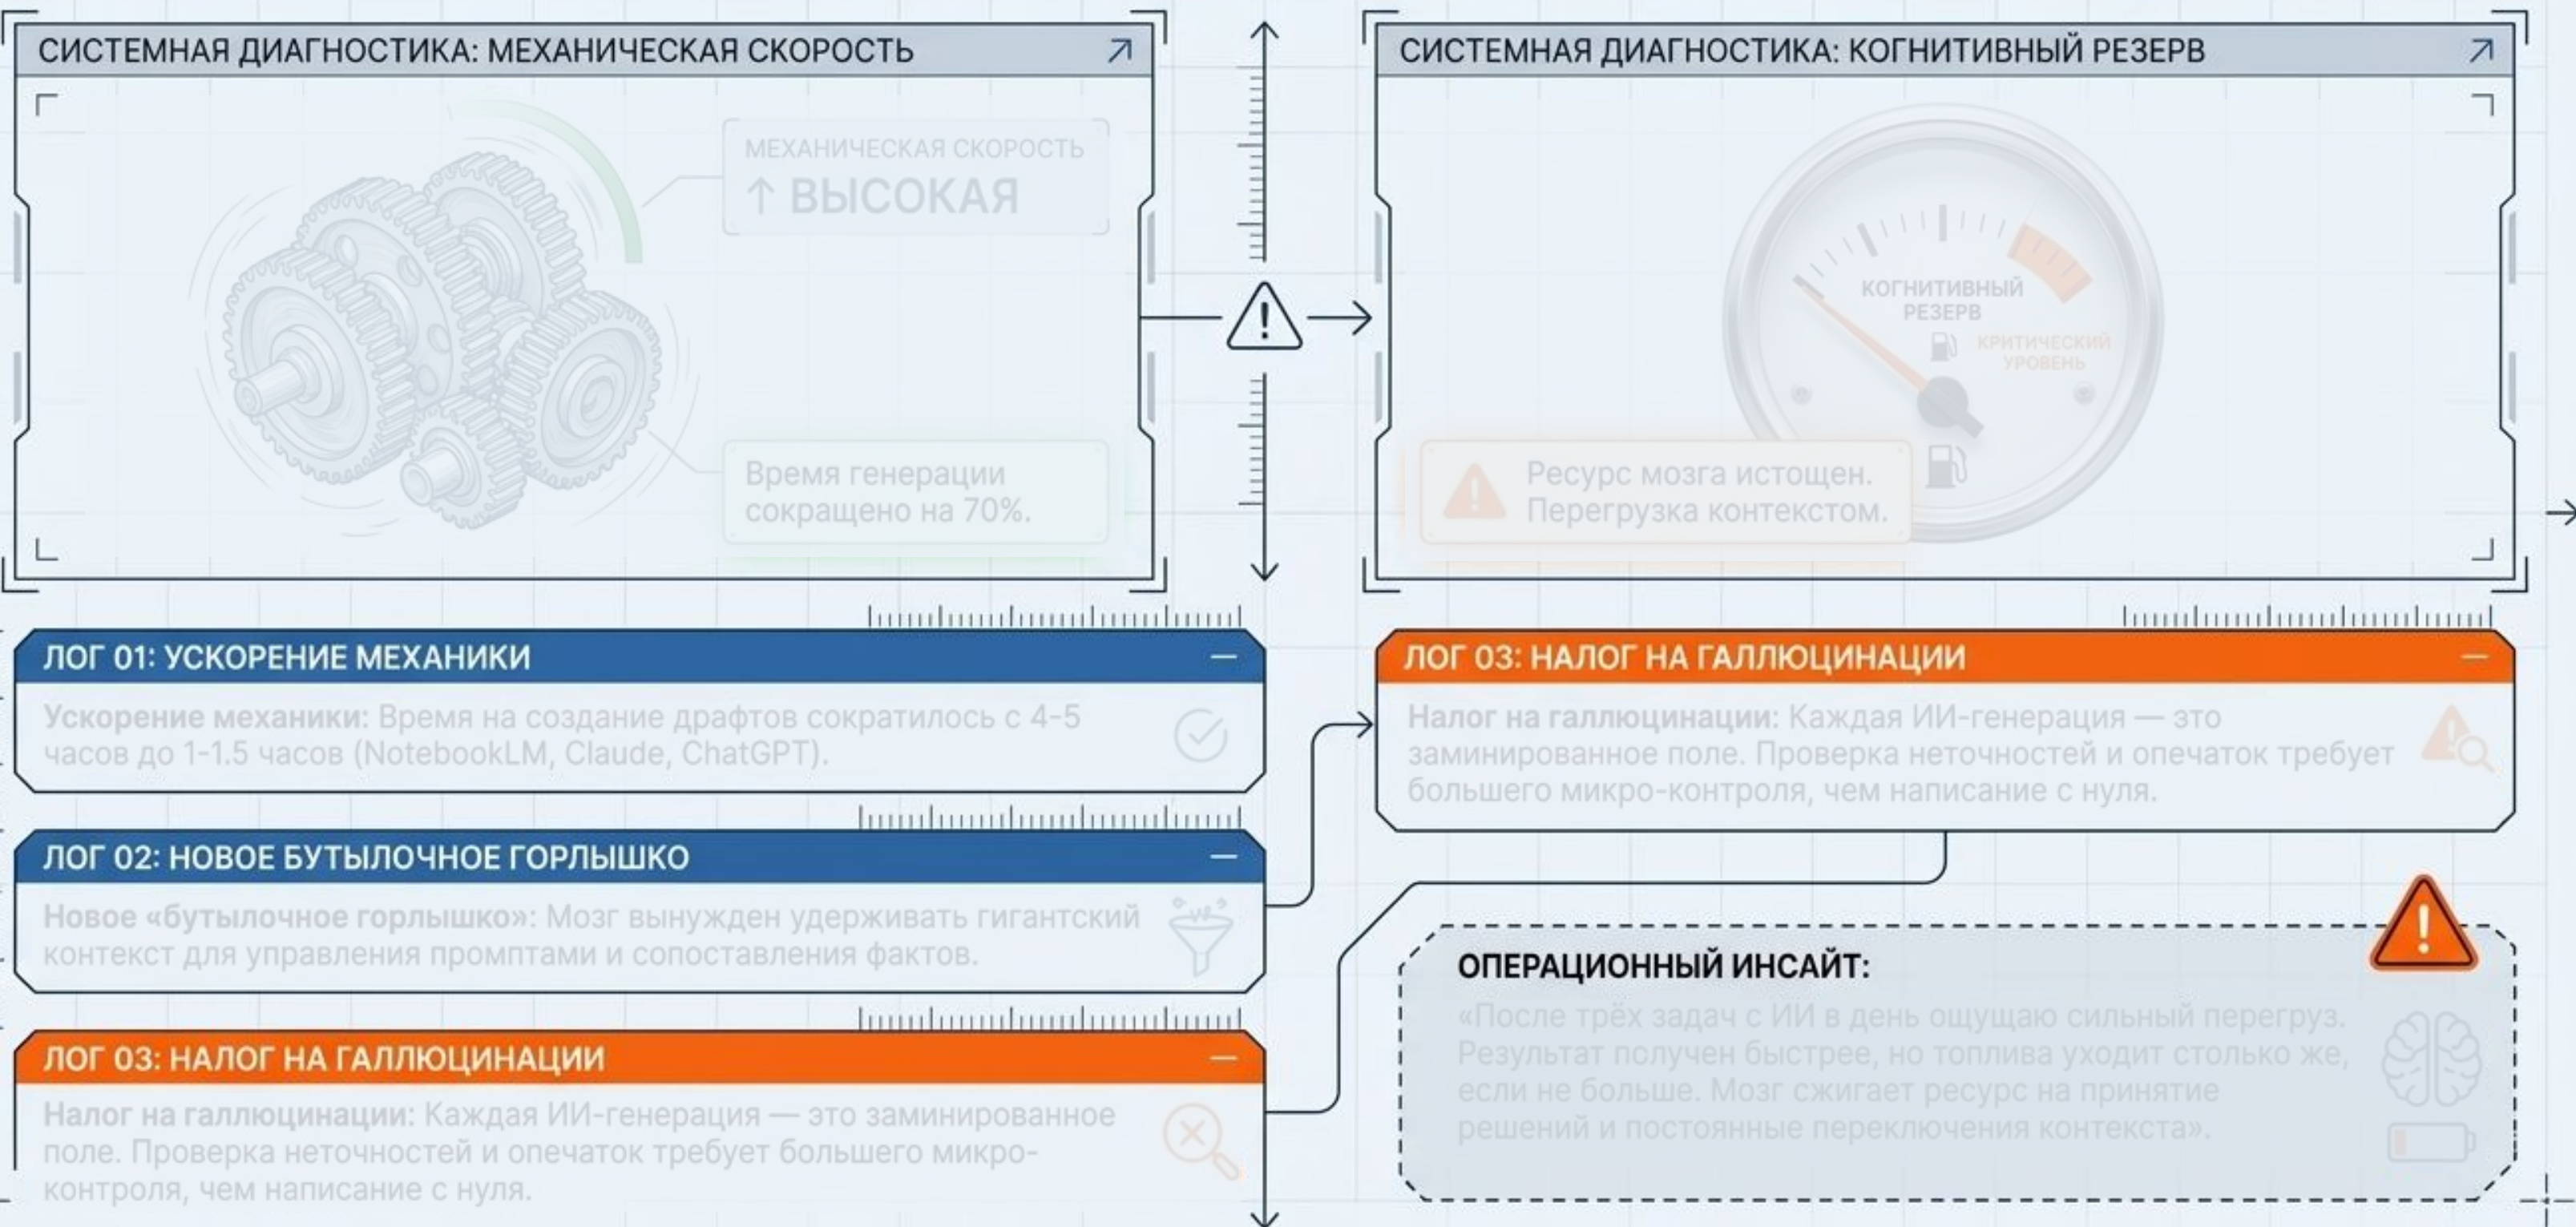 СИСТЕМНАЯ ДИАГНОСТИКА: МЕХАНИЧЕСКАЯ СКОРОСТЬ
МЕХАНИЧЕСКАЯ СКОРОСТЬ
↑ ВЫСОКАЯ
Время генерации
сокращено на 70%.
СИСТЕМНАЯ ДИАГНОСТИКА: КОГНИТИВНЫЙ РЕЗЕРВ
КОГНИТИВНЫЙ
РЕЗЕРВ
КРИТИЧЕСКИЙ
УРОВЕНЬ
Ресурс мозга истощен.
Перегрузка контекстом.
ЛОГ 01: УСКОРЕНИЕ МЕХАНИКИ
Ускорение механики: Время на создание драфтов сократилось с 4-5
часов до 1-1.5 часов (NotebookLM, Claude, ChatGPT).
ЛОГ 02: НОВОЕ БУТЫЛОЧНОЕ ГОРЛЫШКО
Новое «бутылочное горлышко»: Мозг вынужден удерживать гигантский
контекст для управления промптами и сопоставления фактов.
ЛОГ 03: НАЛОГ НА ГАЛЛЮЦИНАЦИИ
Налог на галлюцинации: Каждая ИИ-генерация — это заминированное
поле. Проверка неточностей и опечаток требует большего микро-
контроля, чем написание с нуля.
ЛОГ 03: НАЛОГ НА ГАЛЛЮЦИНАЦИИ
Налог на галлюцинации: Каждая ИИ-генерация — это
заминированное поле. Проверка неточностей и опечаток требует
большего микро-контроля, чем написание с нуля.
ОПЕРАЦИОННЫЙ ИНСАЙТ:
«После трёх задач с ИИ в день ощущаю сильный перегруз.
Результат получен быстрее, но топлива уходит столько же,
если не больше. Мозг сжигает ресурс на принятие
решений и постоянные переключения контекста».